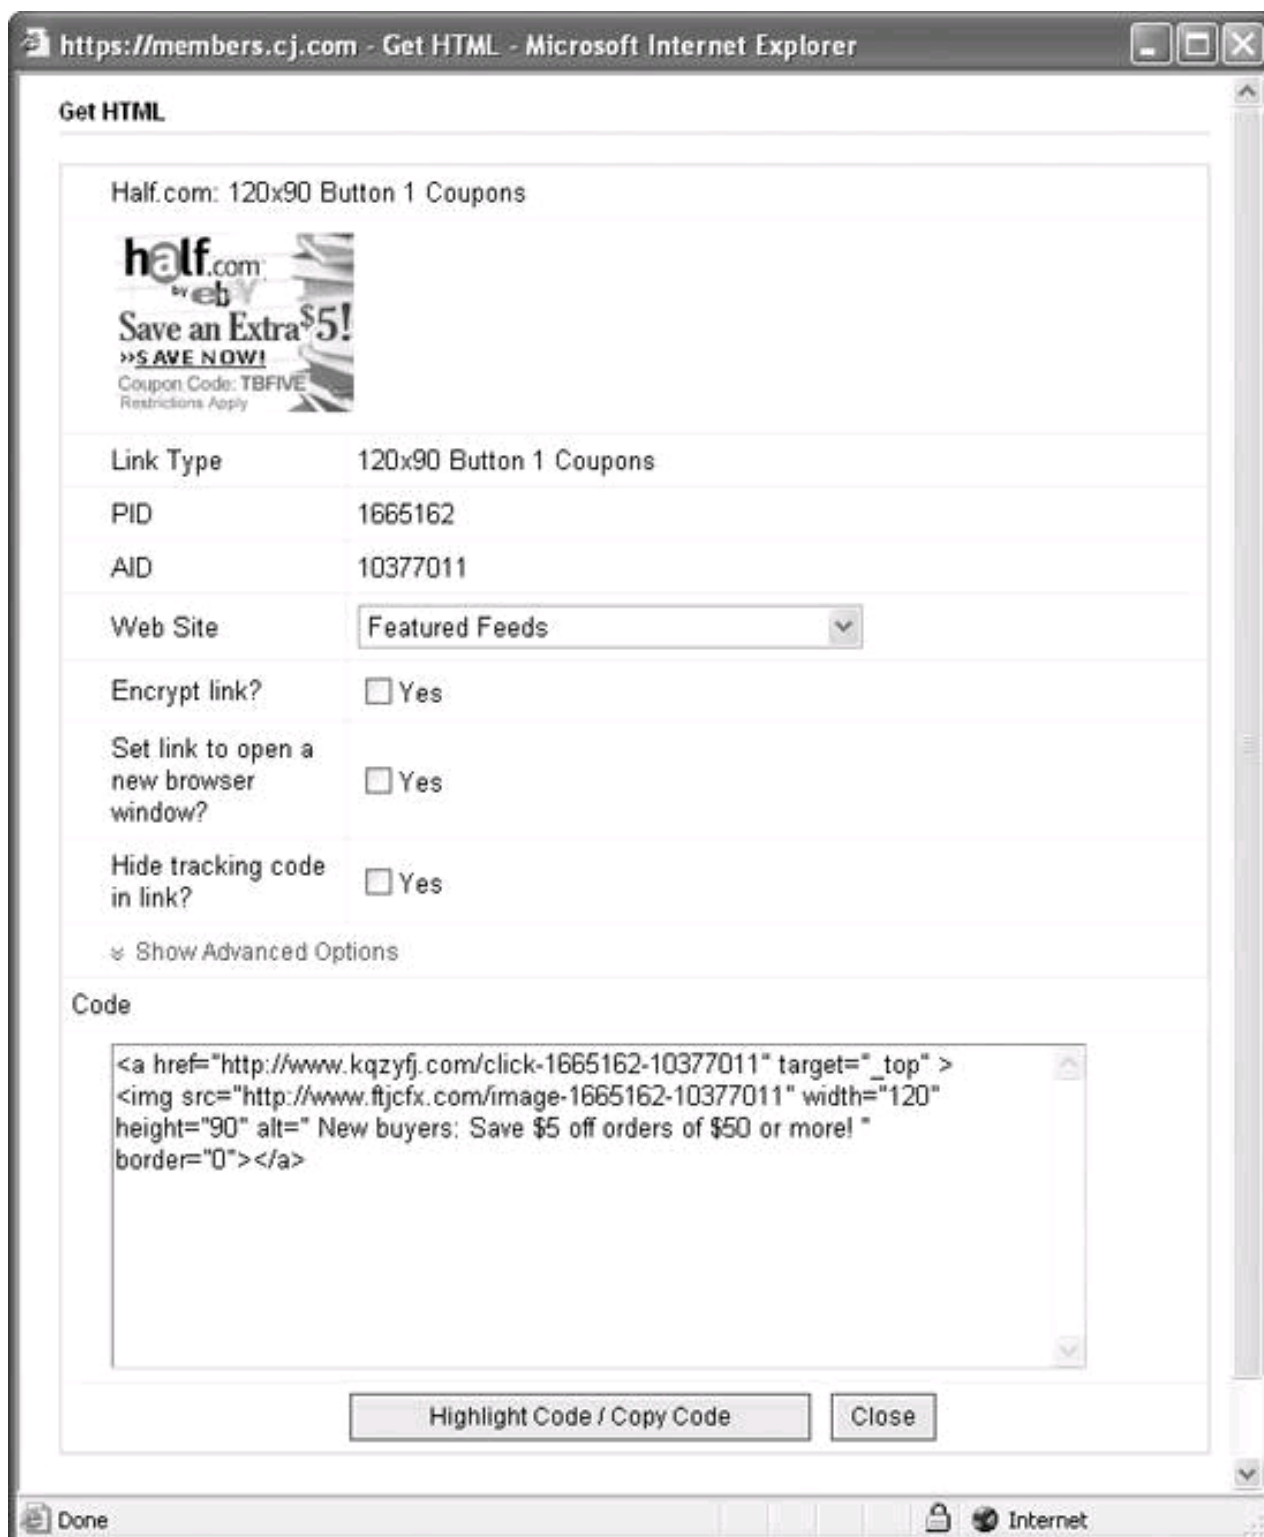 https://members.cj.com - Get HTML - Microsoft Internet Explorer
Get HTML
Half.com: 120x90 Button 1 Coupons
half.com
by ebY
Save an Extra $5!
»SAVE NOW!
Coupon Code: TBFIVE
Restrictions Apply
Link Type 120x90 Button 1 Coupons
PID 1665162
AID 10377011
Web Site Featured Feeds
Encrypt link? Yes
Set link to open a
new browser Yes
window?
Hide tracking code
in link? Yes
Show Advanced Options
Code
<a href="http://www.kqzyfj.com/click-1665162-10377011" target="_top" >
<img src="http://www.ftjcfx.com/image-1665162-10377011" width="120"
height="90" alt=" New buyers: Save $5 off orders of $50 or more! "
border="0"></a>
Highlight Code / Copy Code Close
Done Internet